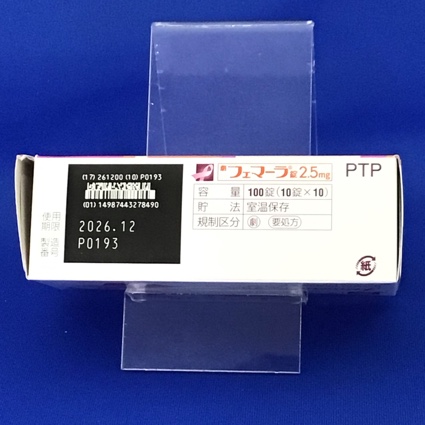 (17) 261200 (10) P0193
(01) 14987443278490
使用
期限
2026.12
製造
番号
P0193
劇 フェマーラ®錠2.5mg
PTP
容量 100錠(10錠×10)
貯法 室温保存
規制区分 劇 要処方
紙